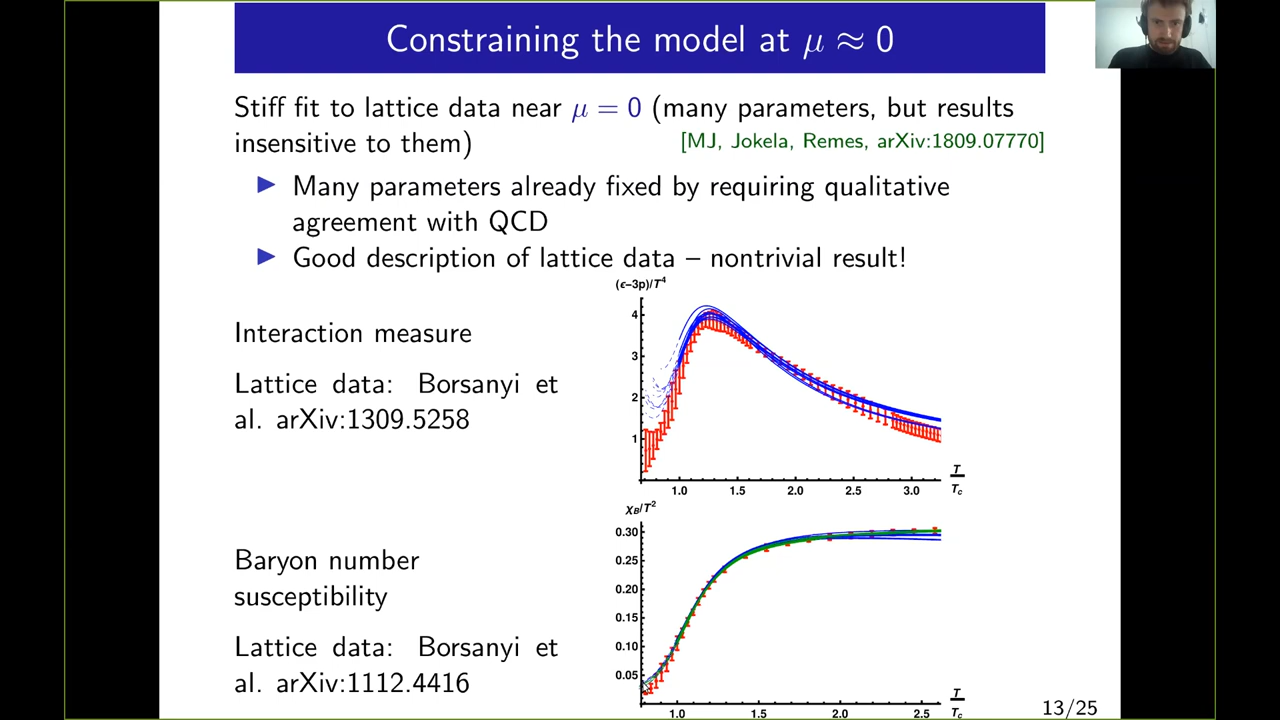 Constraining the model at μ ≈ 0
Stiff fit to lattice data near μ = 0 (many parameters, but results
insensitive to them)
[MJ, Jokela, Remes, arXiv:1809.07770]
▶ Many parameters already fixed by requiring qualitative
agreement with QCD
▶ Good description of lattice data – nontrivial result!
Interaction measure
Lattice data: Borsanyi et
al. arXiv:1309.5258
(ϵ−3p)/T⁴
4
3
2
1
1.0 1.5 2.0 2.5 3.0
T/T_c
Baryon number
susceptibility
Lattice data: Borsanyi et
al. arXiv:1112.4416
χ_B/T²
0.30
0.25
0.20
0.15
0.10
0.05
1.0 1.5 2.0 2.5
T/T_c
13/25